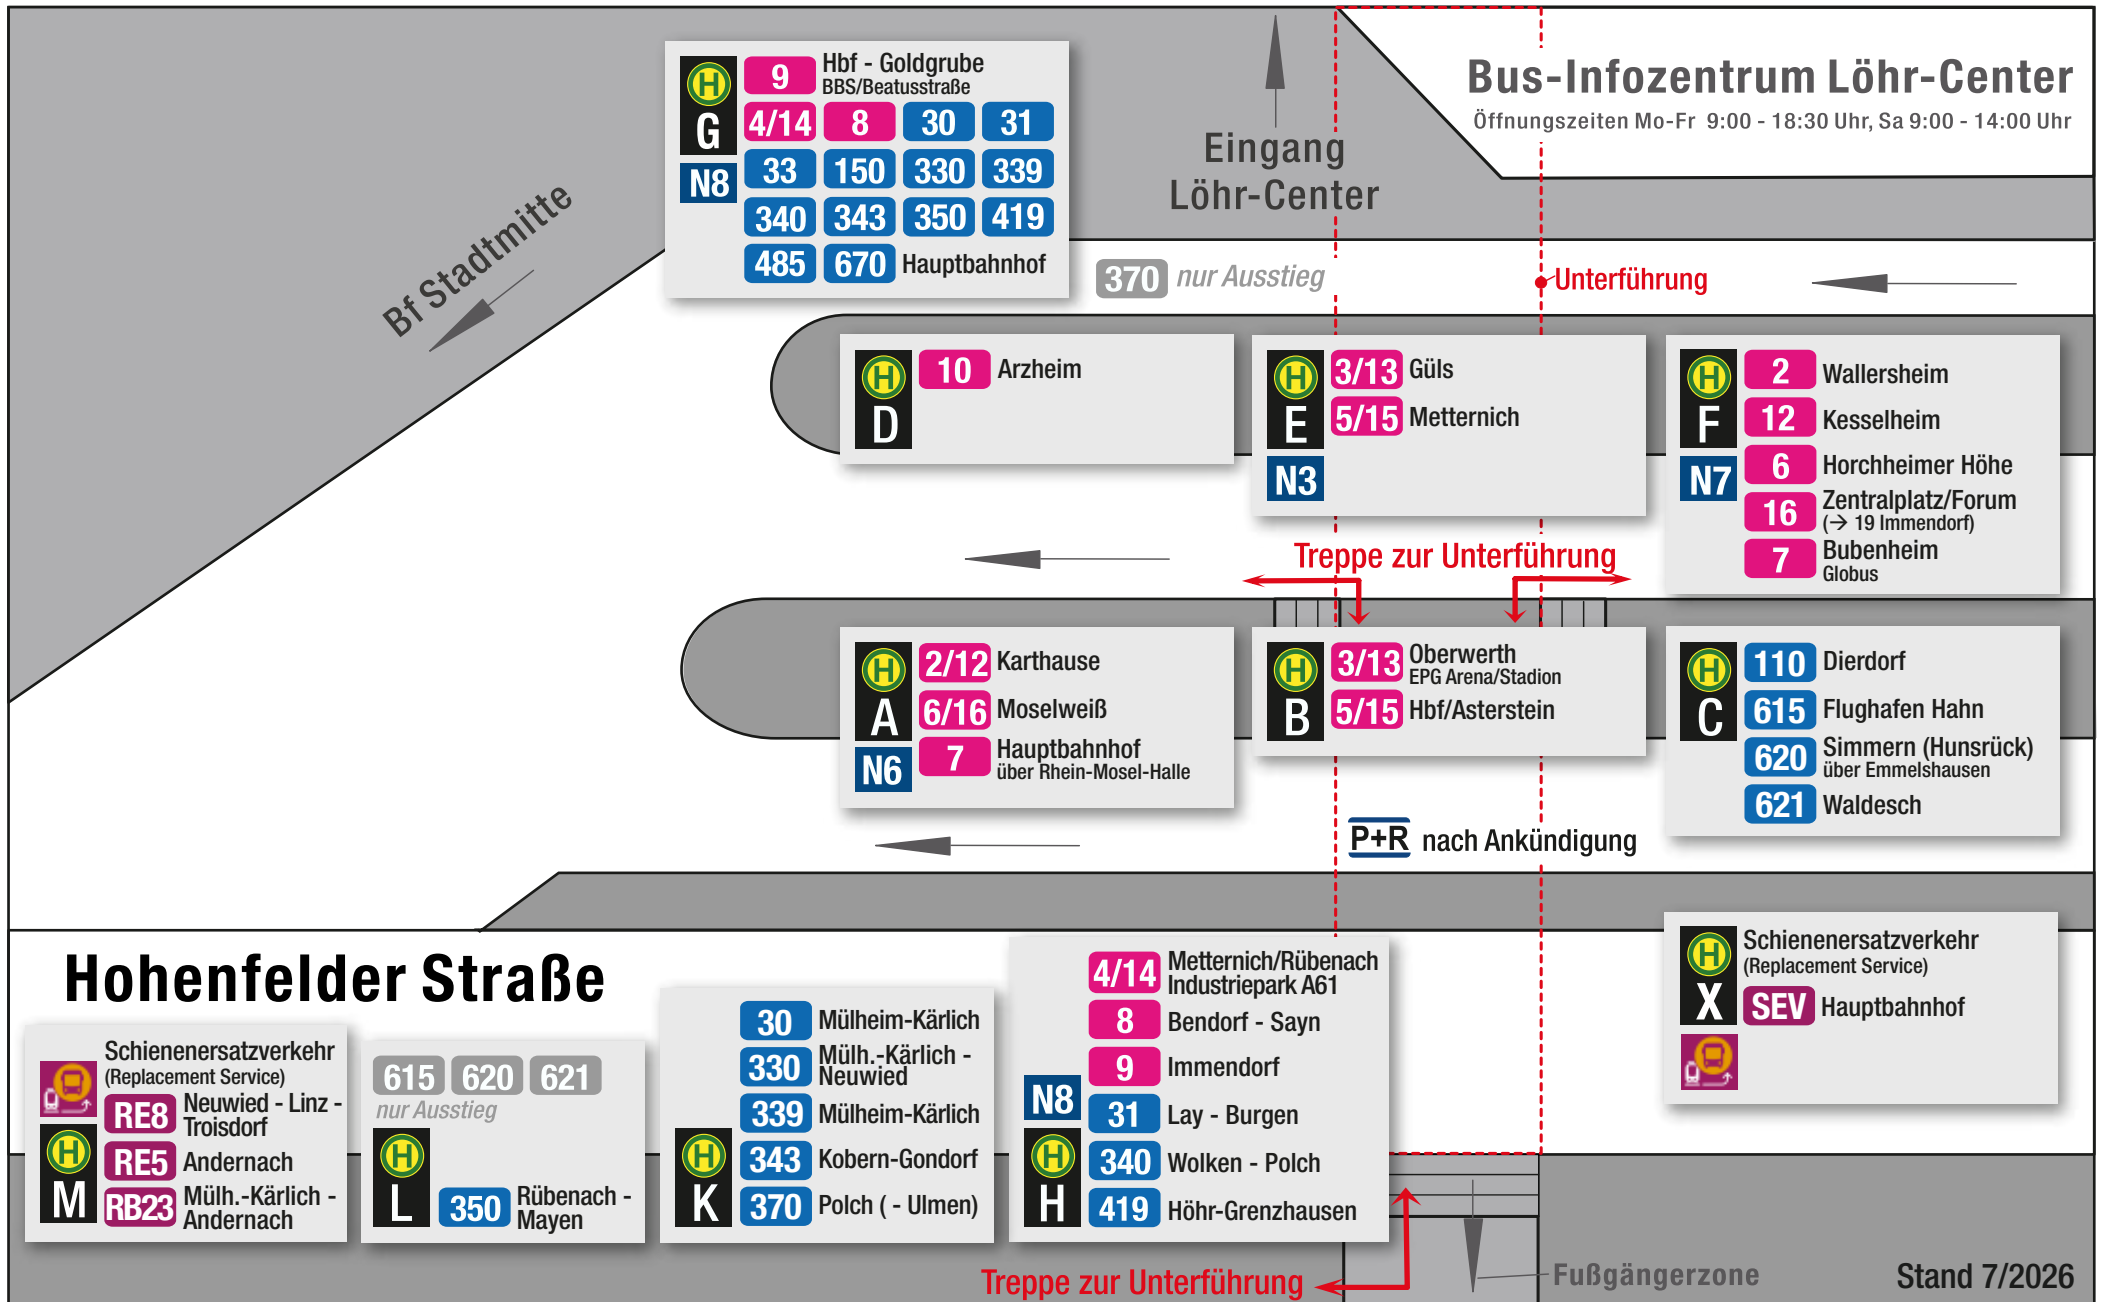 Bus-Infozentrum Löhr-Center
Öffnungszeiten Mo-Fr 9:00 - 18:30 Uhr, Sa 9:00 - 14:00 Uhr
Eingang
Löhr-Center
Bf Stadtmitte
H
G
N8
9 Hbf - Goldgrube
BBS/Beatusstraße
4/14 8 30 31
33 150 330 339
340 343 350 419
485 670 Hauptbahnhof
370 nur Ausstieg
Unterführung
H
D
10 Arzheim
H
E
N3
3/13 Güls
5/15 Metternich
H
F
N7
2 Wallersheim
12 Kesselheim
6 Horchheimer Höhe
16 Zentralplatz/Forum
(→ 19 Immendorf)
7 Bubenheim
Globus
Treppe zur Unterführung
H
A
N6
2/12 Karthause
6/16 Moselweiß
7 Hauptbahnhof
über Rhein-Mosel-Halle
H
B
3/13 Oberwerth
EPG Arena/Stadion
5/15 Hbf/Asterstein
H
C
110 Dierdorf
615 Flughafen Hahn
620 Simmern (Hunsrück)
über Emmelshausen
621 Waldesch
P+R nach Ankündigung
Hohenfelder Straße
Schienenersatzverkehr
(Replacement Service)
H
M
RE8 Neuwied - Linz -
Troisdorf
RE5 Andernach
RB23 Mülh.-Kärlich -
Andernach
615 620 621
nur Ausstieg
H
L
350 Rübenach -
Mayen
H
K
30 Mülheim-Kärlich
330 Mülh.-Kärlich -
Neuwied
339 Mülheim-Kärlich
343 Kobern-Gondorf
370 Polch ( - Ulmen)
N8
H
H
4/14 Metternich/Rübenach
Industriepark A61
8 Bendorf - Sayn
9 Immendorf
31 Lay - Burgen
340 Wolken - Polch
419 Höhr-Grenzhausen
H
X
Schienenersatzverkehr
(Replacement Service)
SEV Hauptbahnhof
Treppe zur Unterführung
Fußgängerzone
Stand 7/2026